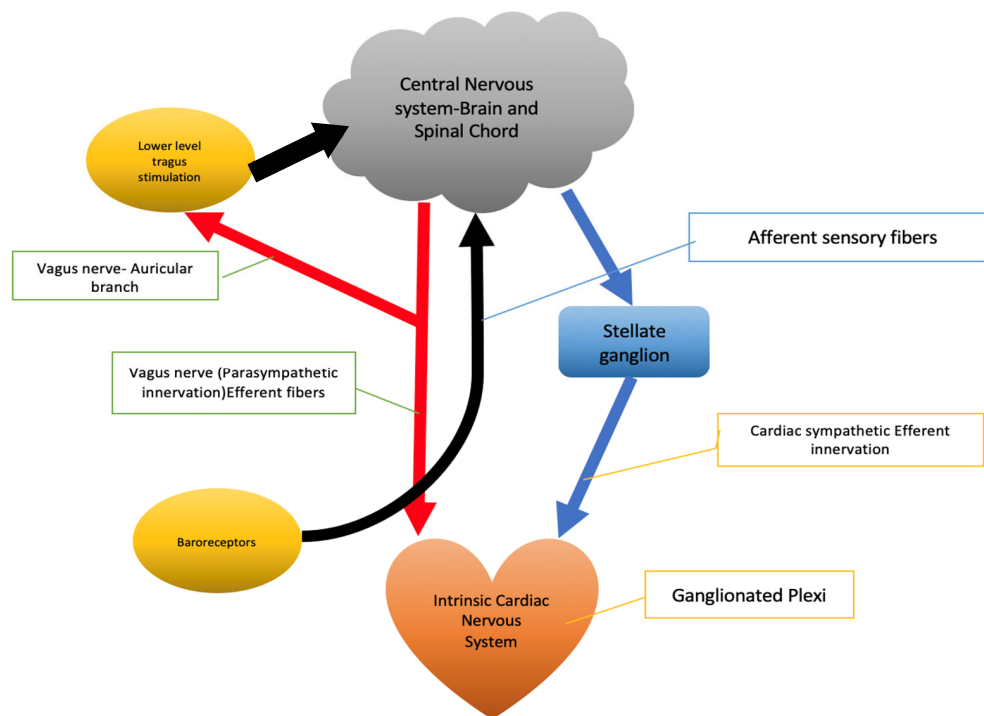 Central Nervous
system-Brain and
Spinal Chord
Lower level
tragus
stimulation
Afferent sensory fibers
Vagus nerve- Auricular
branch
Stellate
ganglion
Vagus nerve (Parasympathetic
innervation)Efferent fibers
Cardiac sympathetic Efferent
innervation
Baroreceptors
Intrinsic Cardiac
Nervous
System
Ganglionated Plexi